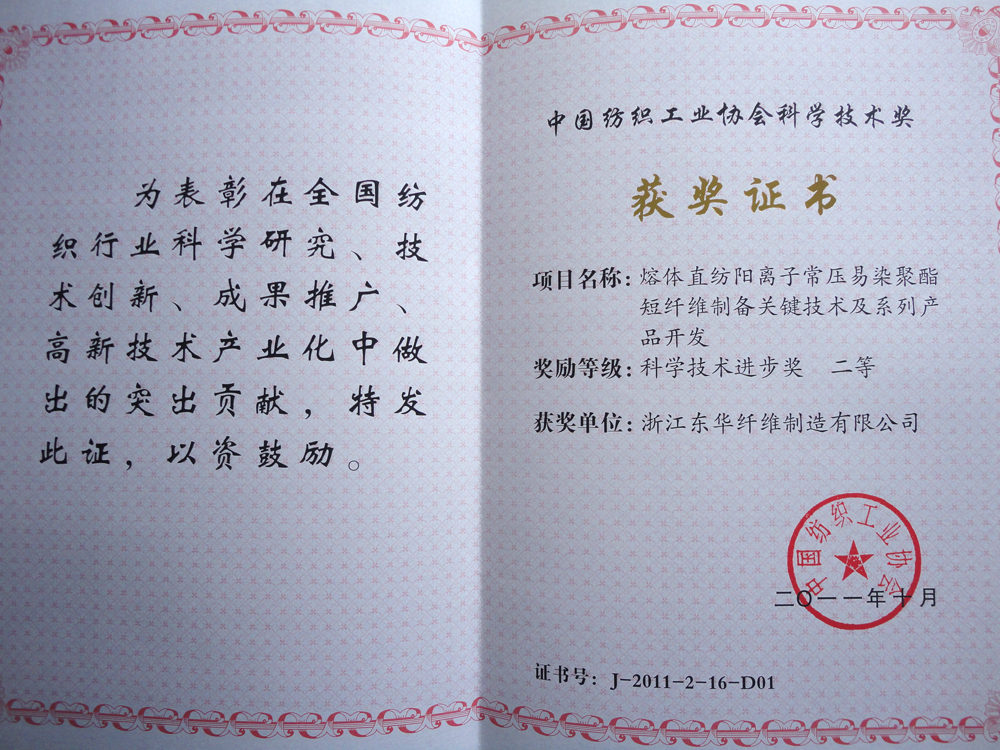 为表彰在全国纺
织行业科学研究、技
术创新、成果推广、
高新技术产业化中做
出的突出贡献，特发
此证，以资鼓励。
中国纺织工业协会科学技术奖
获奖证书
项目名称：熔体直纺阳离子常压易染聚酯
短纤维制备关键技术及系列产
品开发
奖励等级：科学技术进步奖 二等
获奖单位：浙江东华纤维制造有限公司
中国纺织工业协会
二〇一一年十月
证书号：J-2011-2-16-D01